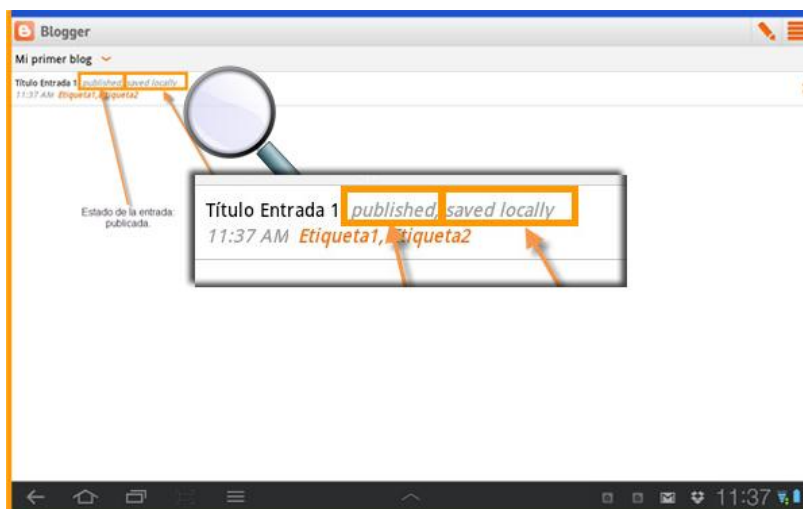 Blogger
Mi primer blog
Título Entrada 1 published, saved locally
11:37 AM Etiqueta1, Etiqueta2
Estado de la entrada:
publicada.
Título Entrada 1 published, saved locally
11:37 AM Etiqueta1, Etiqueta2
11:37